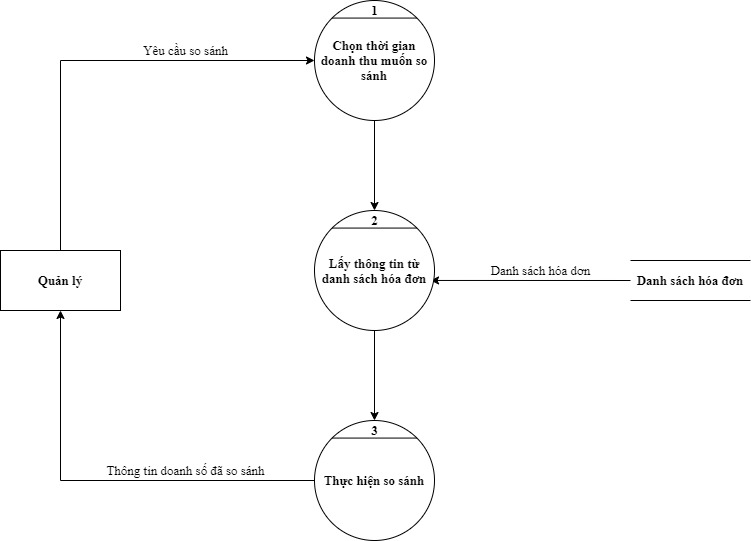 1
Chọn thời gian
doanh thu muốn so
sánh
Yêu cầu so sánh
2
Lấy thông tin từ
danh sách hóa đơn
Danh sách hóa dơn
Danh sách hóa đơn
Quản lý
3
Thực hiện so sánh
Thông tin doanh số đã so sánh